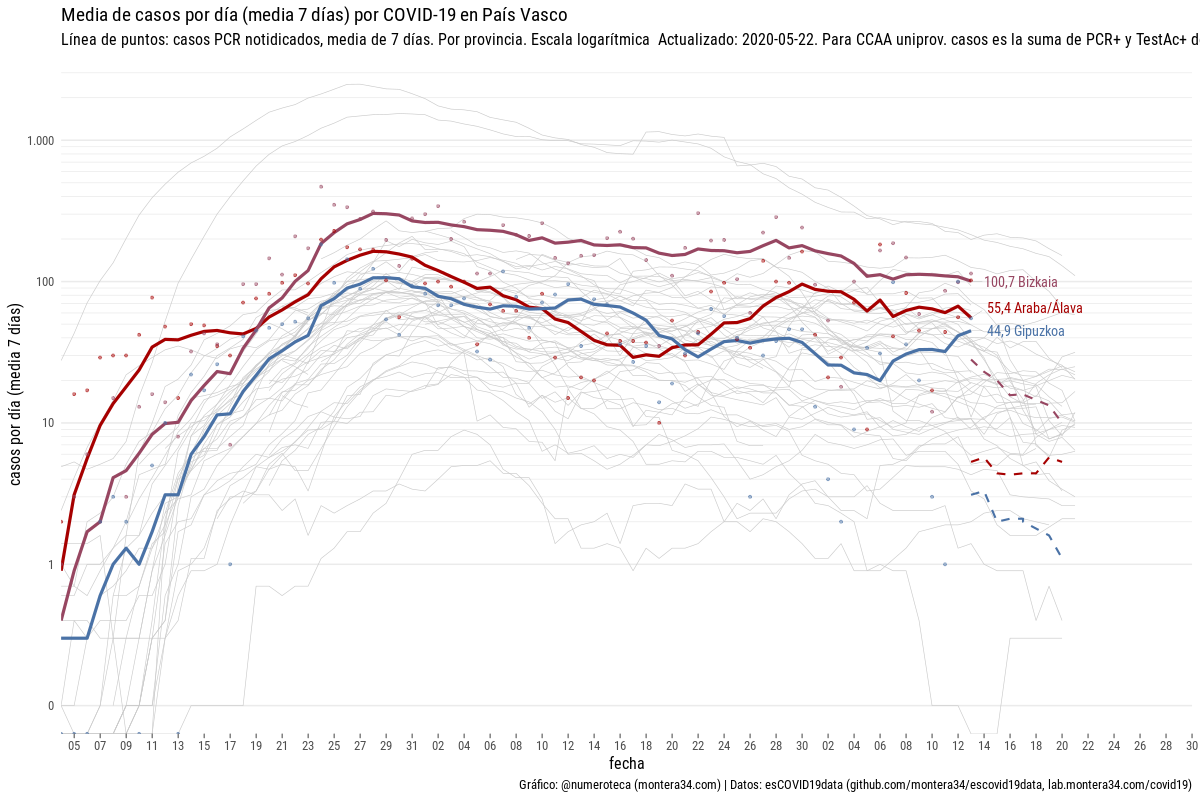 Media de casos por día (media 7 días) por COVID-19 en País Vasco
Línea de puntos: casos PCR notidicados, media de 7 días. Por provincia. Escala logarítmica  Actualizado: 2020-05-22. Para CCAA uniprov. casos es la suma de PCR+ y TestAc+ d
casos por día (media 7 días)
1.000
100
10
1
0
100,7 Bizkaia
55,4 Araba/Álava
44,9 Gipuzkoa
05 07 09 11 13 15 17 19 21 23 25 27 29 31 02 04 06 08 10 12 14 16 18 20 22 24 26 28 30 02 04 06 08 10 12 14 16 18 20 22 24 26 28 30
fecha
Gráfico: @numeroteca (montera34.com) | Datos: esCOVID19data (github.com/montera34/escovid19data, lab.montera34.com/covid19)